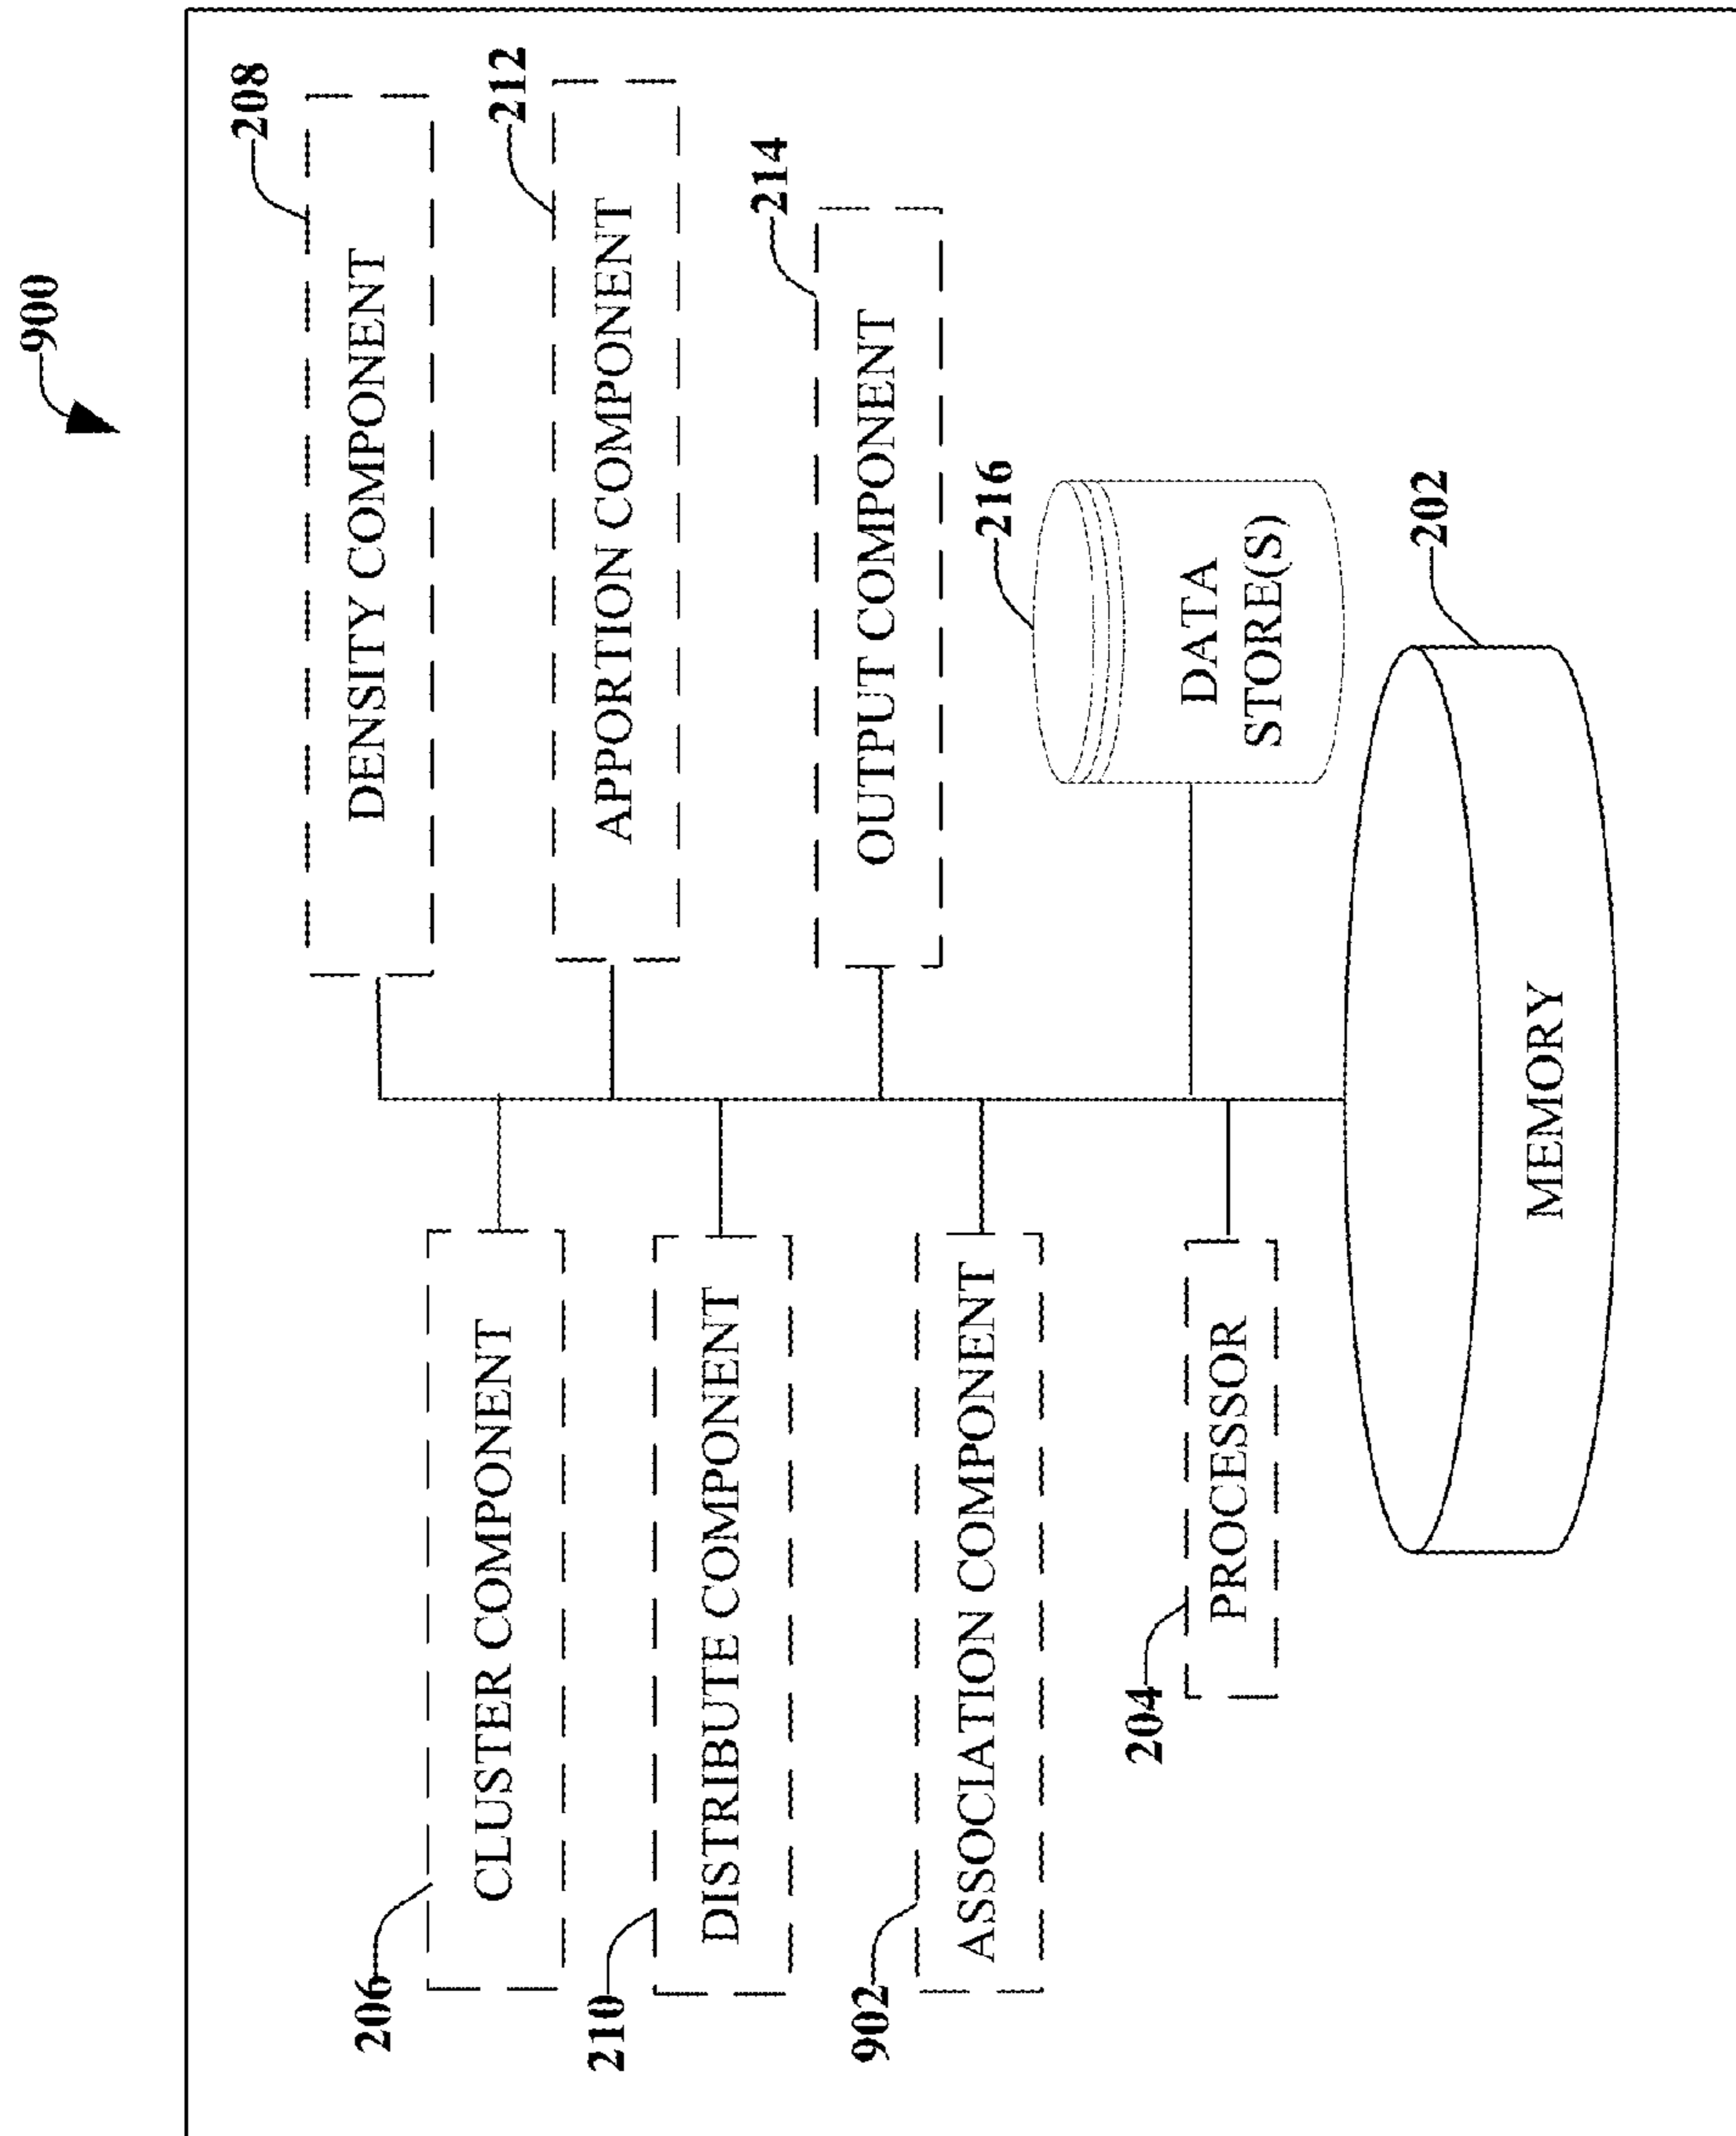 900
206
CLUSTER COMPONENT
208
DENSITY COMPONENT
210
DISTRIBUTE COMPONENT
212
APPORTION COMPONENT
902
ASSOCIATION COMPONENT
214
OUTPUT COMPONENT
204
PROCESSOR
216
DATA
STORE(S)
202
MEMORY